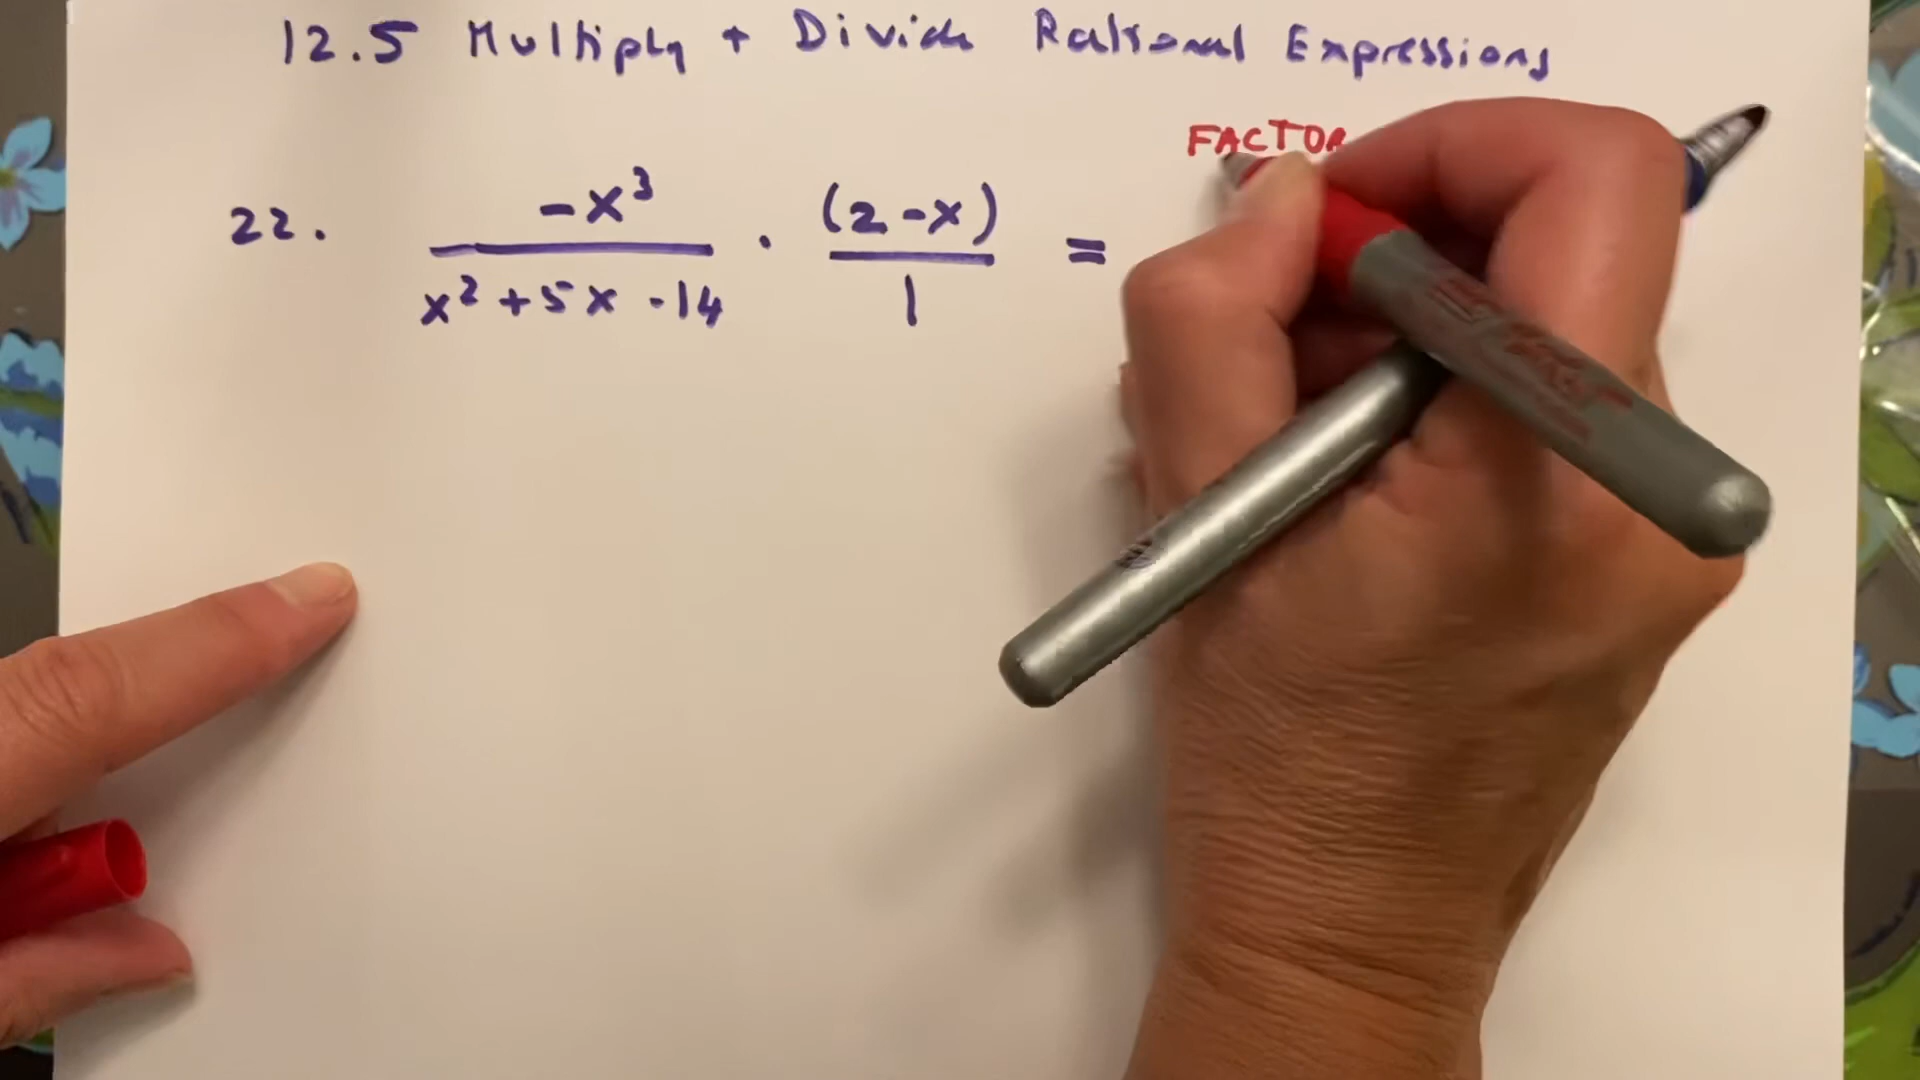 12.5 Multiply + Divide Rational Expressions
FACTOR
22. -x³ / x² + 5x - 14 · (2 - x) / 1 =